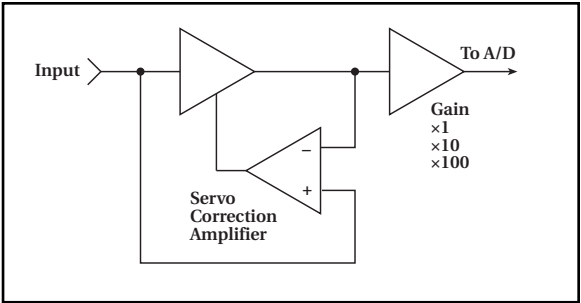 Input
To A/D
Gain
×1
×10
×100
−
+
Servo
Correction
Amplifier